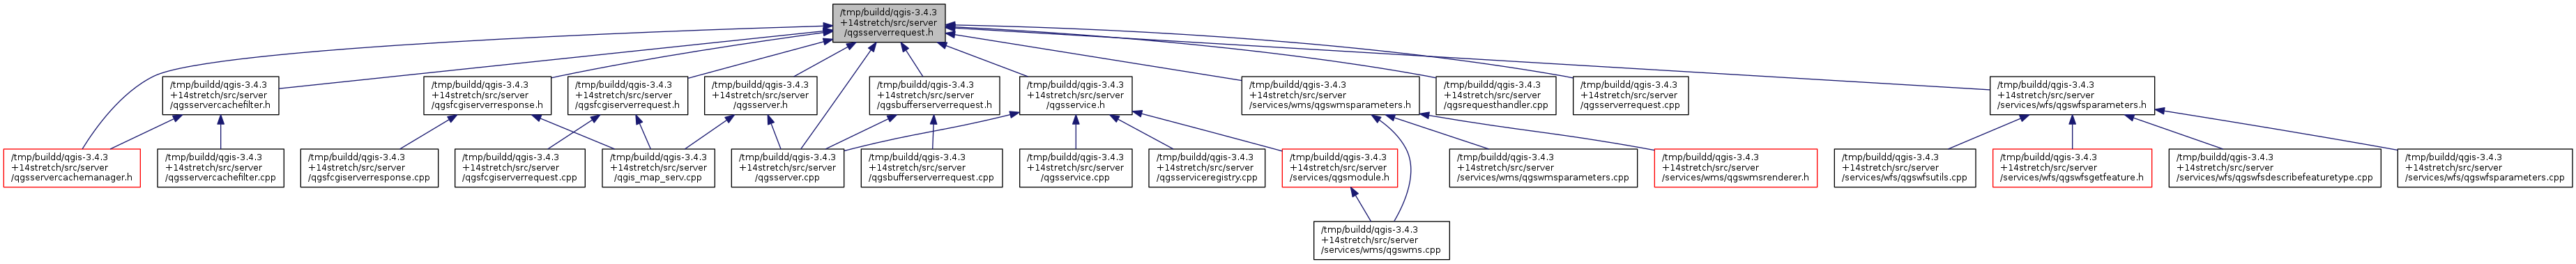 /tmp/buildd/qgis-3.4.3
+14stretch/src/server
/qgsserverrequest.h
/tmp/buildd/qgis-3.4.3
+14stretch/src/server
/qgsservercachefilter.h
/tmp/buildd/qgis-3.4.3
+14stretch/src/server
/qgsfcgiserverresponse.h
/tmp/buildd/qgis-3.4.3
+14stretch/src/server
/qgsfcgiserverrequest.h
/tmp/buildd/qgis-3.4.3
+14stretch/src/server
/qgsserver.h
/tmp/buildd/qgis-3.4.3
+14stretch/src/server
/qgsbufferserverrequest.h
/tmp/buildd/qgis-3.4.3
+14stretch/src/server
/qgsservice.h
/tmp/buildd/qgis-3.4.3
+14stretch/src/server
/services/wms/qgswmsparameters.h
/tmp/buildd/qgis-3.4.3
+14stretch/src/server
/qgsrequesthandler.cpp
/tmp/buildd/qgis-3.4.3
+14stretch/src/server
/qgsserverrequest.cpp
/tmp/buildd/qgis-3.4.3
+14stretch/src/server
/services/wfs/qgswfsparameters.h
/tmp/buildd/qgis-3.4.3
+14stretch/src/server
/qgsservercachemanager.h
/tmp/buildd/qgis-3.4.3
+14stretch/src/server
/qgsservercachefilter.cpp
/tmp/buildd/qgis-3.4.3
+14stretch/src/server
/qgsfcgiserverresponse.cpp
/tmp/buildd/qgis-3.4.3
+14stretch/src/server
/qgsfcgiserverrequest.cpp
/tmp/buildd/qgis-3.4.3
+14stretch/src/server
/qgis_map_serv.cpp
/tmp/buildd/qgis-3.4.3
+14stretch/src/server
/qgsserver.cpp
/tmp/buildd/qgis-3.4.3
+14stretch/src/server
/qgsbufferserverrequest.cpp
/tmp/buildd/qgis-3.4.3
+14stretch/src/server
/qgsservice.cpp
/tmp/buildd/qgis-3.4.3
+14stretch/src/server
/qgsserviceregistry.cpp
/tmp/buildd/qgis-3.4.3
+14stretch/src/server
/services/qgsmodule.h
/tmp/buildd/qgis-3.4.3
+14stretch/src/server
/services/wms/qgswmsparameters.cpp
/tmp/buildd/qgis-3.4.3
+14stretch/src/server
/services/wms/qgswmsrenderer.h
/tmp/buildd/qgis-3.4.3
+14stretch/src/server
/services/wfs/qgswfsutils.cpp
/tmp/buildd/qgis-3.4.3
+14stretch/src/server
/services/wfs/qgswfsgetfeature.h
/tmp/buildd/qgis-3.4.3
+14stretch/src/server
/services/wfs/qgswfsdescribefeaturetype.cpp
/tmp/buildd/qgis-3.4.3
+14stretch/src/server
/services/wfs/qgswfsparameters.cpp
/tmp/buildd/qgis-3.4.3
+14stretch/src/server
/services/wms/qgswms.cpp